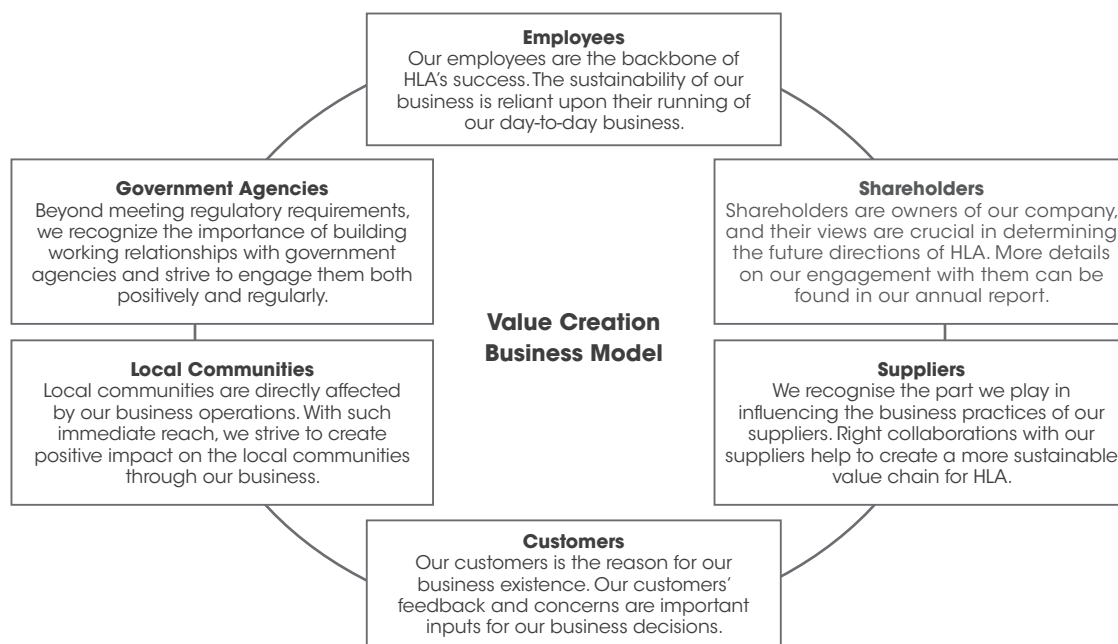 Employees
Our employees are the backbone of
HLA's success. The sustainability of our
business is reliant upon their running of
our day-to-day business.
Government Agencies
Beyond meeting regulatory requirements,
we recognize the importance of building
working relationships with government
agencies and strive to engage them both
positively and regularly.
Shareholders
Shareholders are owners of our company,
and their views are crucial in determining
the future directions of HLA. More details
on our engagement with them can be
found in our annual report.
Value Creation
Business Model
Local Communities
Local communities are directly affected
by our business operations. With such
immediate reach, we strive to create
positive impact on the local communities
through our business.
Suppliers
We recognise the part we play in
influencing the business practices of our
suppliers. Right collaborations with our
suppliers help to create a more sustainable
value chain for HLA.
Customers
Our customers is the reason for our
business existence. Our customers'
feedback and concerns are important
inputs for our business decisions.